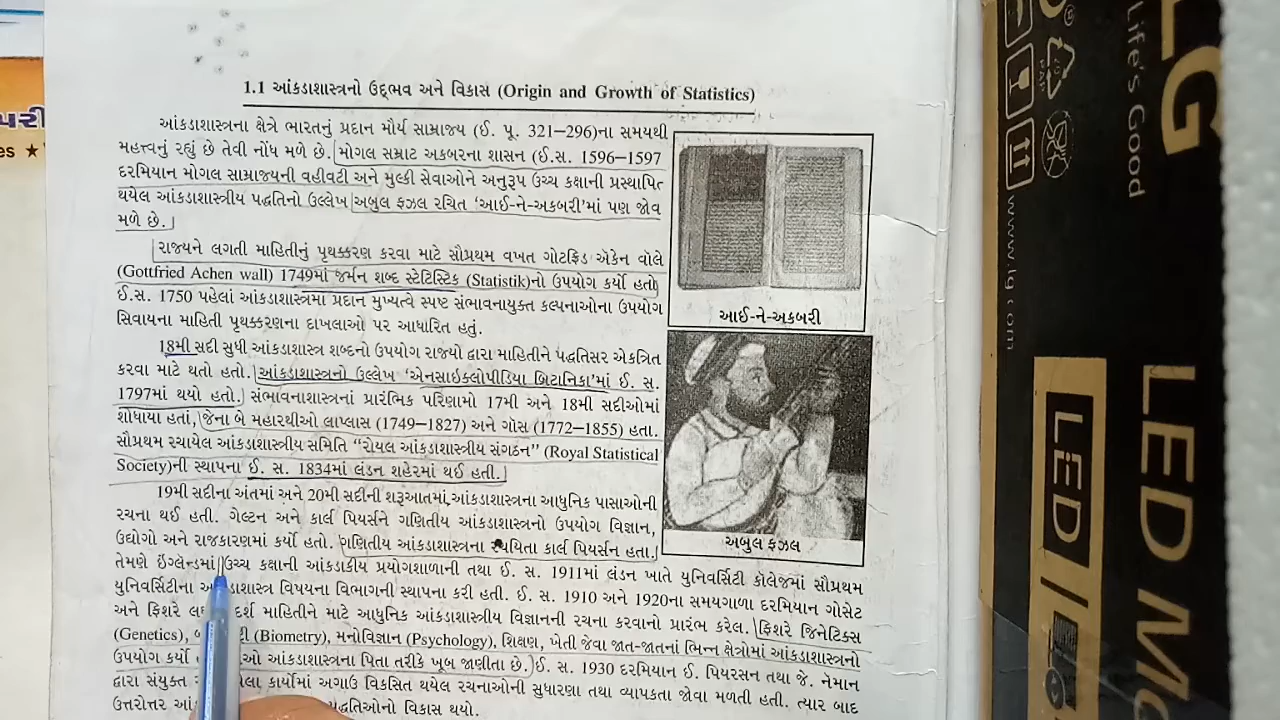 1.1 આંકડાશાસ્ત્રનો ઉદ્ભવ અને વિકાસ (Origin and Growth of Statistics)
આંકડાશાસ્ત્રના ક્ષેત્રે ભારતનું પ્રદાન મૌર્ય સામ્રાજ્ય (ઈ. પૂ. 321–296)ના સમયથી
મહત્ત્વનું રહ્યું છે તેવી નોંધ મળે છે. મોગલ સમ્રાટ અકબરના શાસન (ઈ.સ. 1596–1597
દરમિયાન મોગલ સામ્રાજ્યની વહીવટી અને મુલ્કી સેવાઓને અનુરૂપ ઉચ્ચ કક્ષાની પ્રસ્થાપિત
થયેલ આંકડાશાસ્ત્રીય પદ્ધતિનો ઉલ્લેખ અબુલ ફઝલ રચિત ‘આઈ-ને-અકબરી’માં પણ જોવ
મળે છે.
રાજ્યને લગતી માહિતીનું પૃથક્કરણ કરવા માટે સૌપ્રથમ વખત ગોટફ્રિડ એકેન વૉલે
(Gottfried Achen wall) 1749માં જર્મન શબ્દ સ્ટેટિસ્ટિક (Statistik)નો ઉપયોગ કર્યો હતો
ઈ.સ. 1750 પહેલાં આંકડાશાસ્ત્રમાં પ્રદાન મુખ્યત્વે સ્પષ્ટ સંભાવનાયુક્ત કલ્પનાઓના ઉપયોગ
સિવાયના માહિતી પૃથક્કરણના દાખલાઓ પર આધારિત હતું.
18મી સદી સુધી આંકડાશાસ્ત્ર શબ્દનો ઉપયોગ રાજ્યો દ્વારા માહિતીને પદ્ધતિસર એકત્રિત
કરવા માટે થતો હતો. આંકડાશાસ્ત્રનો ઉલ્લેખ ‘એનસાઈક્લોપીડિયા બ્રિટાનિકા’માં ઈ. સ.
1797માં થયો હતો. સંભાવનાશાસ્ત્રનાં પ્રારંભિક પરિણામો 17મી અને 18મી સદીઓમાં
શોધાયા હતાં, જેના બે મહારથીઓ લાપ્લાસ (1749–1827) અને ગોસ (1772–1855) હતા.
સૌપ્રથમ રચાયેલ આંકડાશાસ્ત્રીય સમિતિ “રોયલ આંકડાશાસ્ત્રીય સંગઠન” (Royal Statistical
Society)ની સ્થાપના ઈ. સ. 1834માં લંડન શહેરમાં થઈ હતી.
આઈ-ને-અકબરી
અબુલ ફઝલ
19મી સદીના અંતમાં અને 20મી સદીની શરૂઆતમાં આંકડાશાસ્ત્રના આધુનિક પાસાઓની
રચના થઈ હતી. ગેલ્ટન અને કાર્લ પિયર્સને ગણિતીય આંકડાશાસ્ત્રનો ઉપયોગ વિજ્ઞાન,
ઉદ્યોગો અને રાજકારણમાં કર્યો હતો. ગણિતીય આંકડાશાસ્ત્રના રચયિતા કાર્લ પિયર્સન હતા.
તેમણે ઇંગ્લેન્ડમાં ઉચ્ચ કક્ષાની આંકડાકીય પ્રયોગશાળાની તથા ઈ. સ. 1911માં લંડન ખાતે યુનિવર્સિટી કૉલેજમાં સૌપ્રથમ
યુનિવર્સિટીના ડાશાસ્ત્ર વિષયના વિભાગની સ્થાપના કરી હતી. ઈ. સ. 1910 અને 1920ના સમયગાળા દરમિયાન ગોસેટ
અને ફિશરે દર્શ માહિતીને માટે આધુનિક આંકડાશાસ્ત્રીય વિજ્ઞાનની રચના કરવાનો પ્રારંભ કરેલ. ફિશરે જિનેટિક્સ
(Genetics), (Biometry), મનોવિજ્ઞાન (Psychology), શિક્ષણ, ખેતી જેવા જાત-જાતનાં ભિન્ન ક્ષેત્રોમાં આંકડાશાસ્ત્રનો
ઉપયોગ કર્યો ઓ આંકડાશાસ્ત્રના પિતા તરીકે ખૂબ જાણીતા છે. ઈ. સ. 1930 દરમિયાન ઈ. પિયરસન તથા જે. નેમાન
દ્વારા સંયુક્ત લા કાર્યોમાં અગાઉ વિકસિત થયેલ રચનાઓની સુધારણા તથા વ્યાપકતા જોવા મળતી હતી. ત્યાર બાદ
ઉત્તરોત્તર આં પદ્ધતિઓનો વિકાસ થયો.
LG
Life's Good
PAP
www.lg.com
LED
LED Mo
પરી
es ★